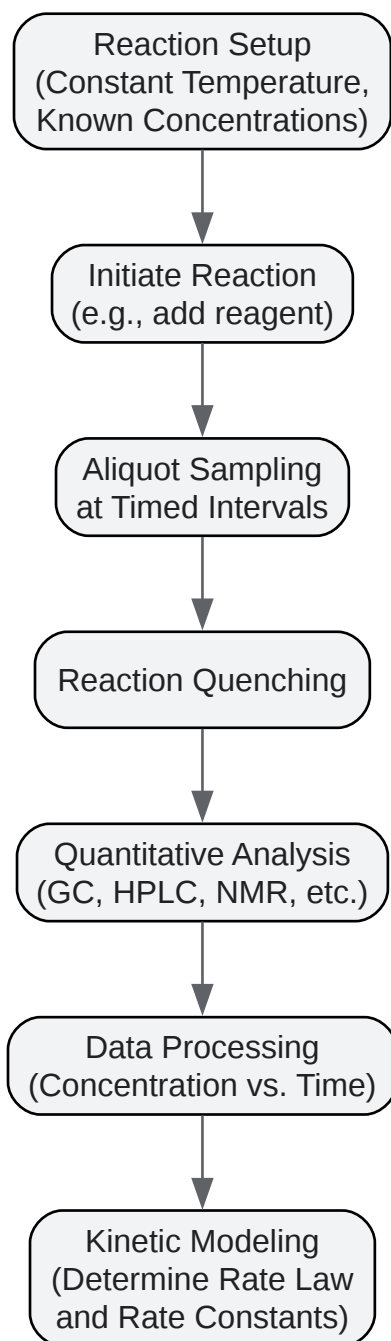 Reaction Setup
(Constant Temperature,
Known Concentrations)
Initiate Reaction
(e.g., add reagent)
Aliquot Sampling
at Timed Intervals
Reaction Quenching
Quantitative Analysis
(GC, HPLC, NMR, etc.)
Data Processing
(Concentration vs. Time)
Kinetic Modeling
(Determine Rate Law
and Rate Constants)